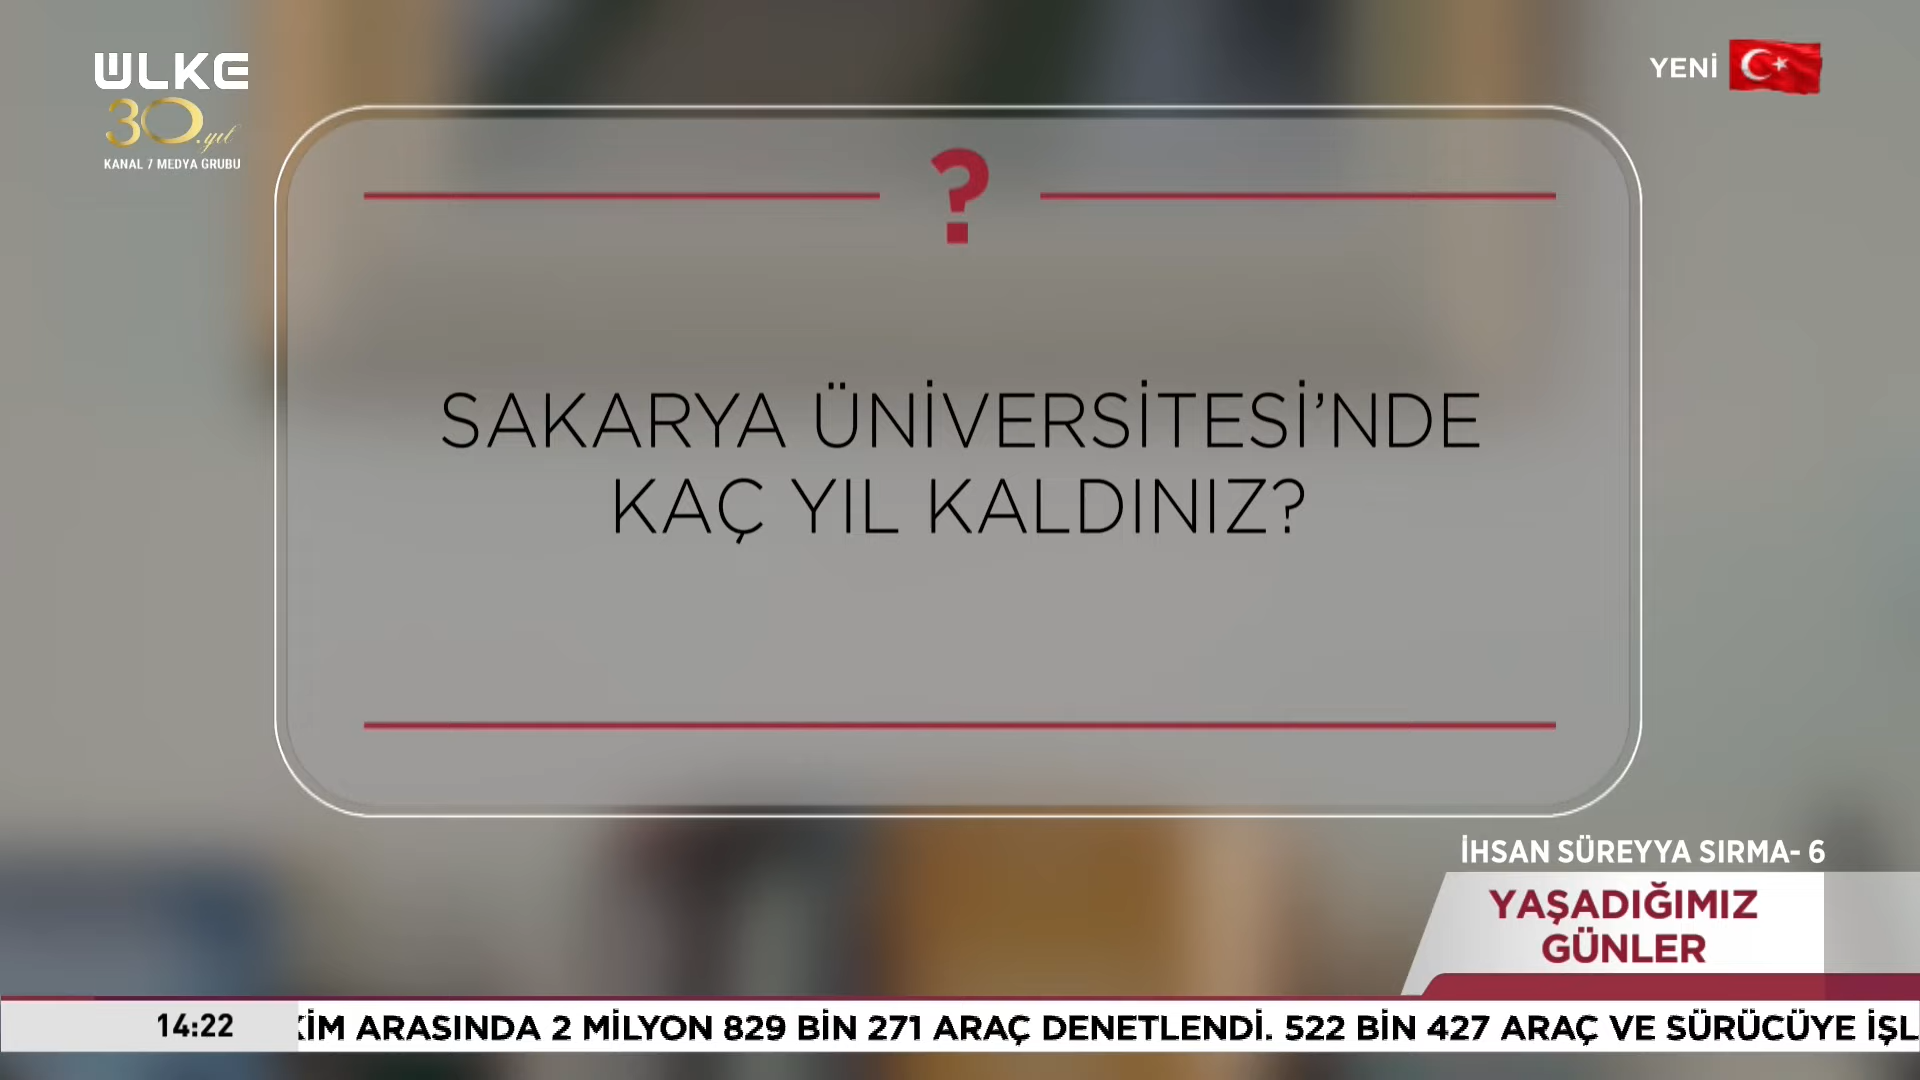 ÜLKE
30.yıl
KANAL 7 MEDYA GRUBU
YENİ
?
SAKARYA ÜNİVERSİTESİ’NDE
KAÇ YIL KALDINIZ?
İHSAN SÜREYYA SIRMA- 6
YAŞADIĞIMIZ
GÜNLER
14:22
KİM ARASINDA 2 MİLYON 829 BİN 271 ARAÇ DENETLENDİ. 522 BİN 427 ARAÇ VE SÜRÜCÜYE İŞL